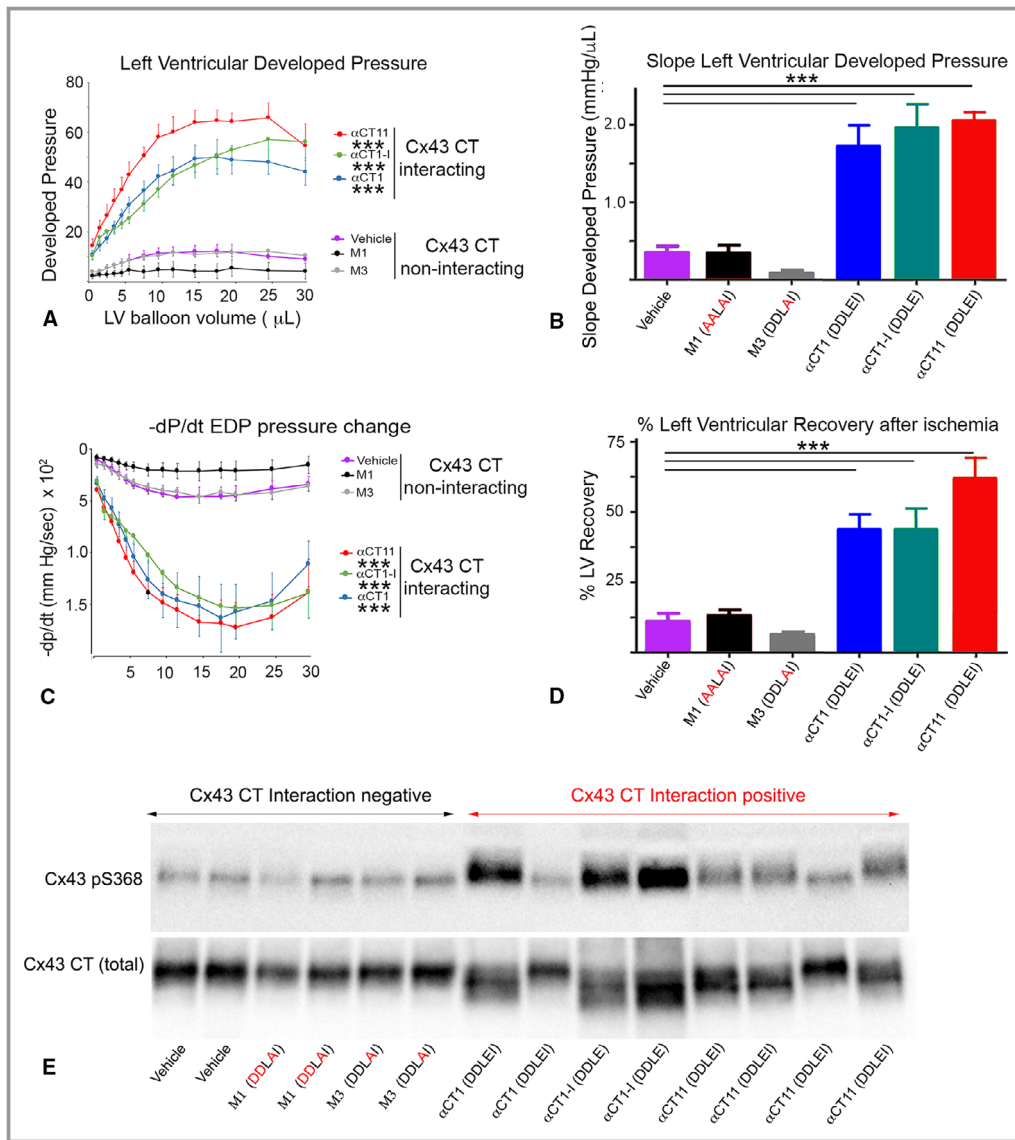 Left Ventricular Developed Pressure
Developed Pressure
80
60
40
20
0 5 10 15 20 25 30
LV balloon volume ( μL)
αCT11
***
αCT1-I
***
αCT1
***
Cx43 CT
interacting
Vehicle
M1
M3
Cx43 CT
non-interacting
A
Slope Left Ventricular Developed Pressure
***
Slope Developed Pressure (mmHg/μL)
2.0
1.0
Vehicle
M1 (AALAI)
M3 (DDLAI)
αCT1 (DDLEI)
αCT1-I (DDLE)
αCT11 (DDLEI)
B
-dP/dt EDP pressure change
-dp/dt (mm Hg/sec) x 10²
0
5
1.0
1.5
5 10 15 20 25 30
Vehicle
M1
M3
Cx43 CT
non-interacting
αCT11
***
αCT1-I
***
αCT1
***
Cx43 CT
interacting
C
% Left Ventricular Recovery after ischemia
***
% LV Recovery
75
50
25
Vehicle
M1 (AALAI)
M3 (DDLAI)
αCT1 (DDLEI)
αCT1-I (DDLE)
αCT11 (DDLEI)
D
Cx43 CT Interaction negative
Cx43 CT Interaction positive
Cx43 pS368
Cx43 CT (total)
Vehicle
Vehicle
M1 (DDLAI)
M1 (DDLAI)
M3 (DDLAI)
M3 (DDLAI)
αCT1 (DDLEI)
αCT1 (DDLEI)
αCT1-I (DDLE)
αCT1-I (DDLE)
αCT11 (DDLEI)
αCT11 (DDLEI)
αCT11 (DDLEI)
αCT11 (DDLEI)
E